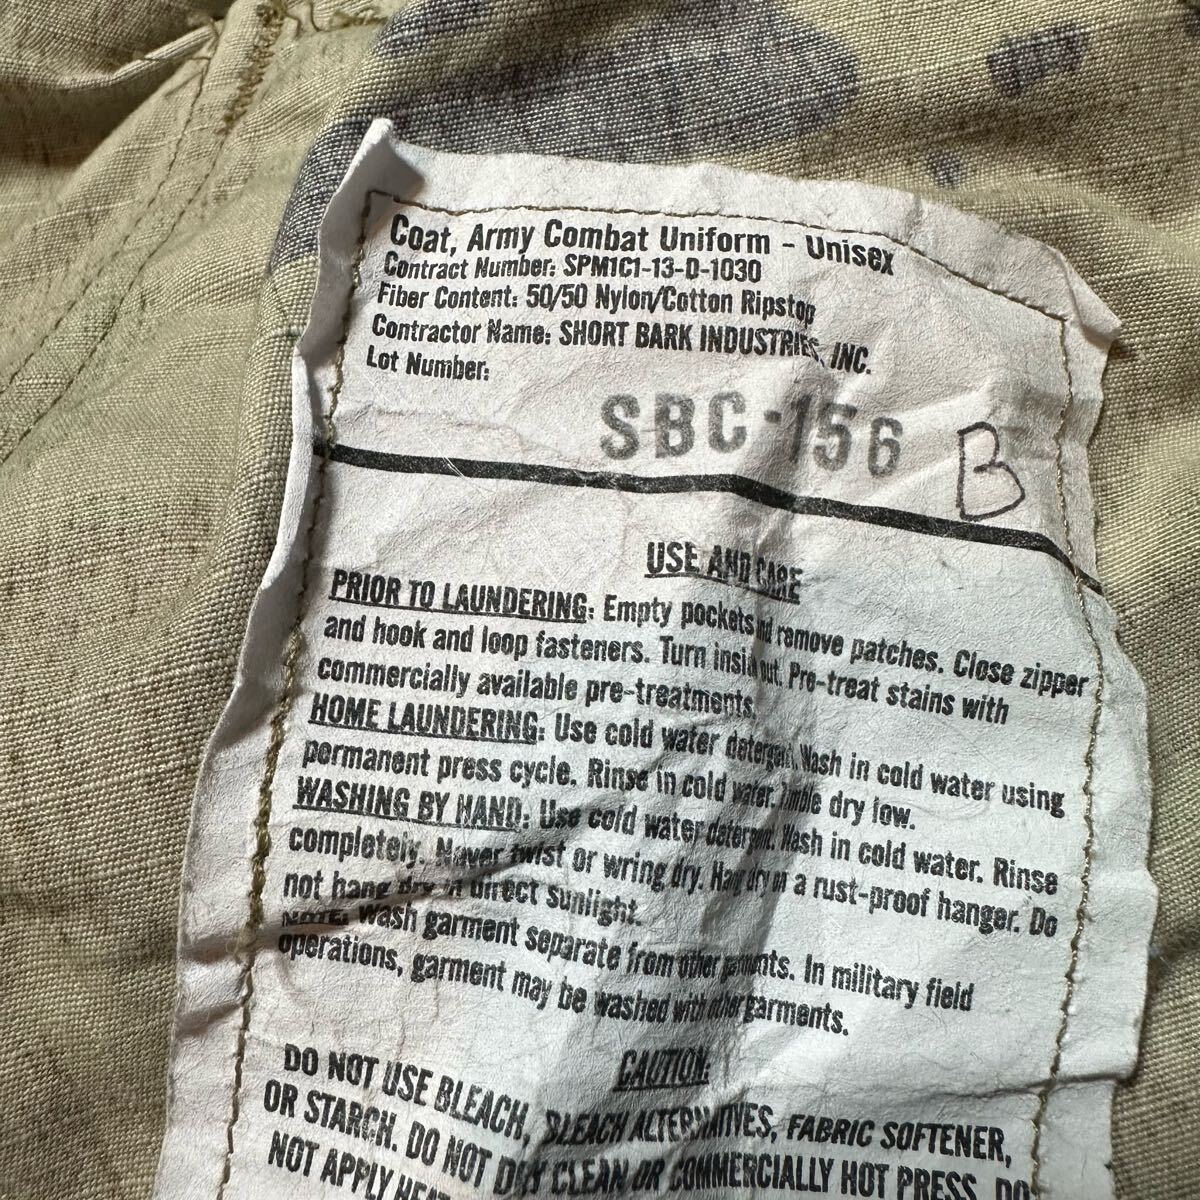 Coat, Army Combat Uniform - Unisex
Contract Number: SPM1C1-13-D-1030
Fiber Content: 50/50 Nylon/Cotton Ripstop
Contractor Name: SHORT BARK INDUSTRIES, INC.
Lot Number:
SBC-156 B
USE AND CARE
PRIOR TO LAUNDERING: Empty pockets and remove patches. Close zipper
and hook and loop fasteners. Turn inside out. Pre-treat stains with
commercially available pre-treatments.
HOME LAUNDERING: Use cold water detergent. Wash in cold water using
permanent press cycle. Rinse in cold water. Tumble dry low.
WASHING BY HAND: Use cold water detergent. Wash in cold water. Rinse
completely. Never twist or wring dry. Hang dry on a rust-proof hanger. Do
not hang dry in direct sunlight.
NOTE: Wash garment separate from other garments. In military field
operations, garment may be washed with other garments.
CAUTION:
DO NOT USE BLEACH, BLEACH ALTERNATIVES, FABRIC SOFTENER,
OR STARCH. DO NOT DRY CLEAN OR COMMERCIALLY HOT PRESS. DO
NOT APPLY HEAT